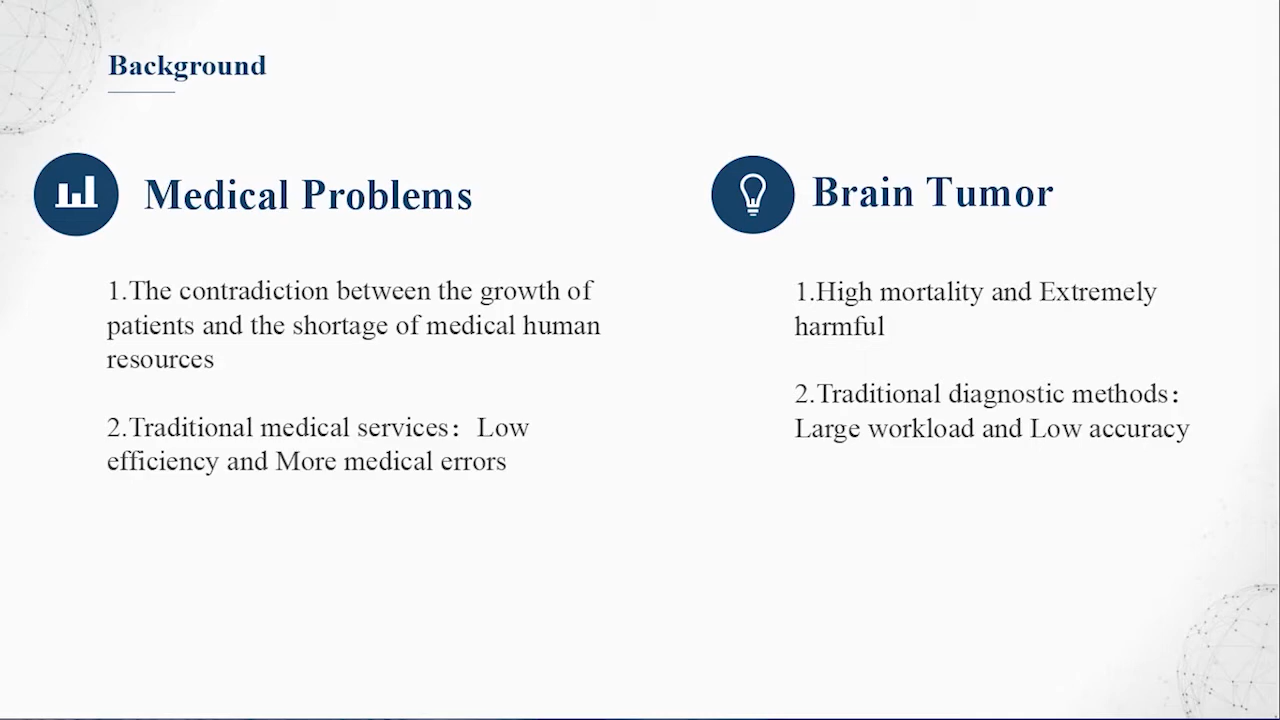 Background
Medical Problems
1.The contradiction between the growth of
patients and the shortage of medical human
resources
2.Traditional medical services： Low
efficiency and More medical errors
Brain Tumor
1.High mortality and Extremely
harmful
2.Traditional diagnostic methods：
Large workload and Low accuracy